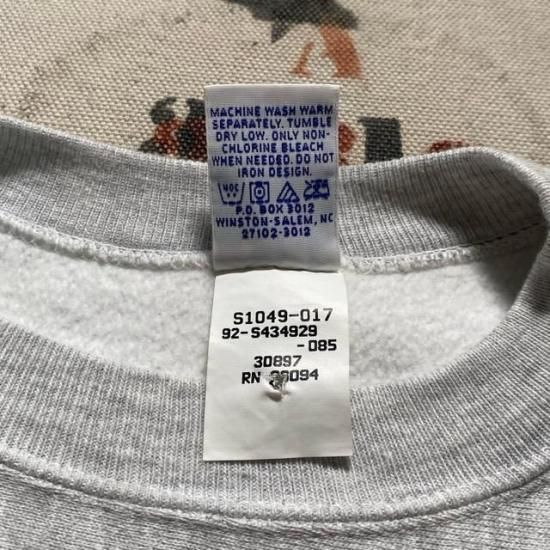 MACHINE WASH WARM
SEPARATELY. TUMBLE
DRY LOW. ONLY NON-
CHLORINE BLEACH
WHEN NEEDED. DO NOT
IRON DESIGN.
40C
P.O. BOX 3012
WINSTON-SALEM, NC
27102-3012
S1049-017
92-S434929
-085
30897
RN